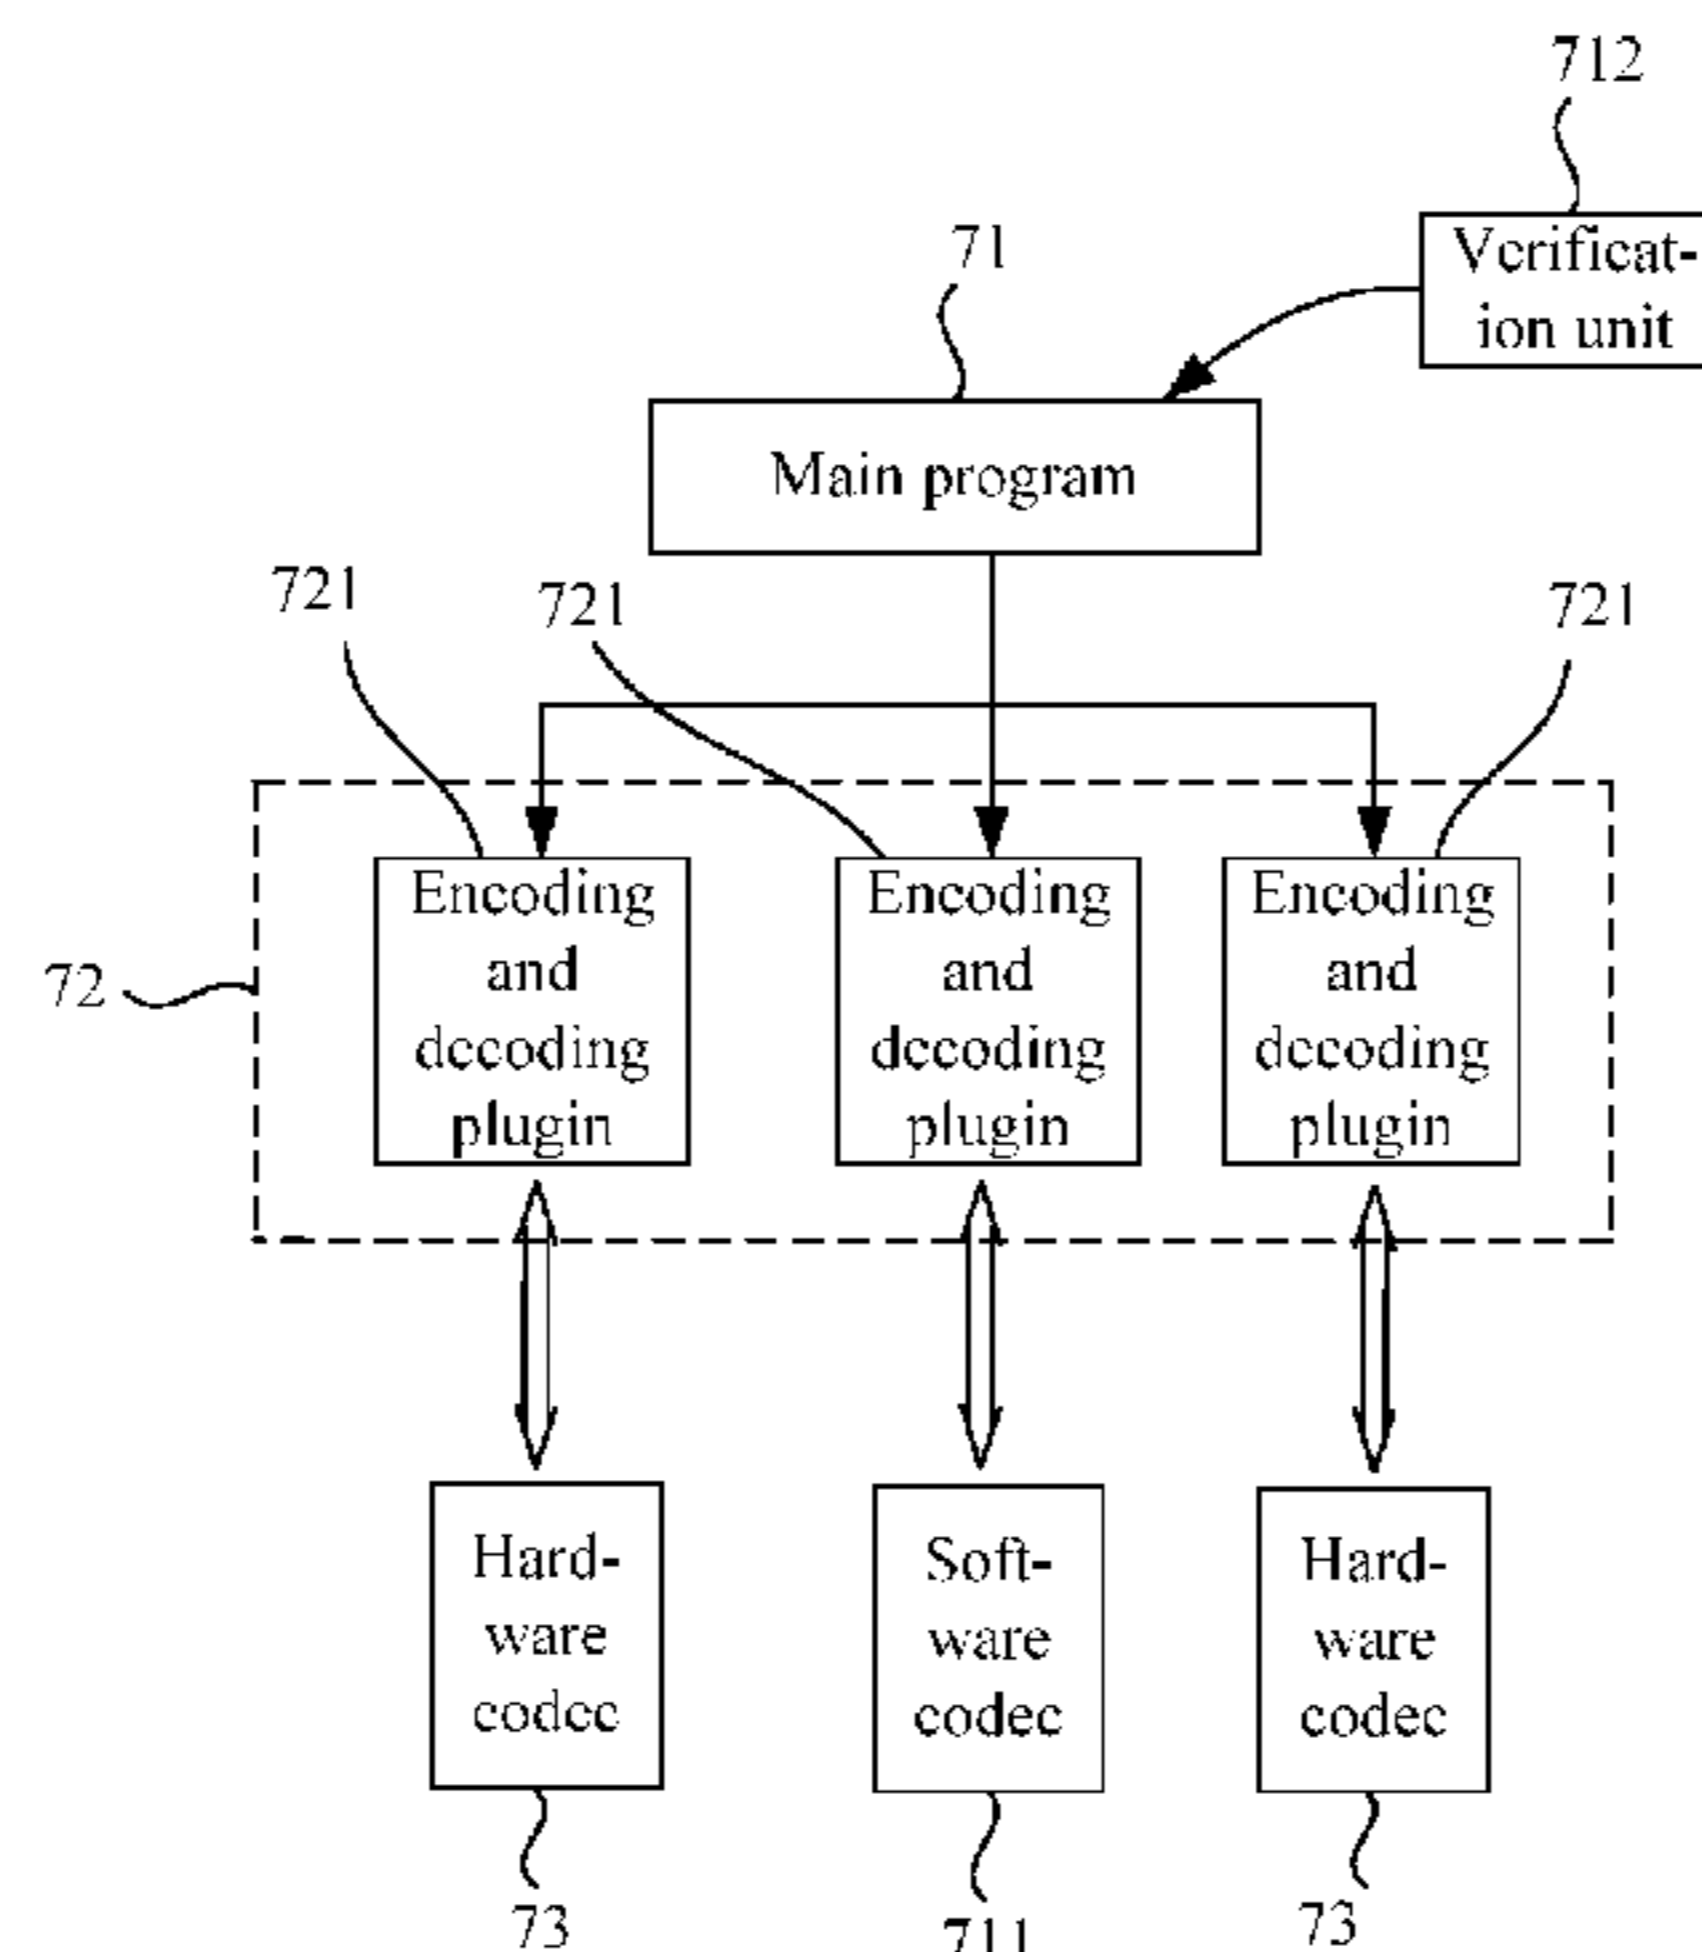 712
Verificat-
ion unit
71
Main program
721
721
721
Encoding
and
decoding
plugin
Encoding
and
decoding
plugin
Encoding
and
decoding
plugin
72
Hard-
ware
codec
Soft-
ware
codec
Hard-
ware
codec
73
711
73